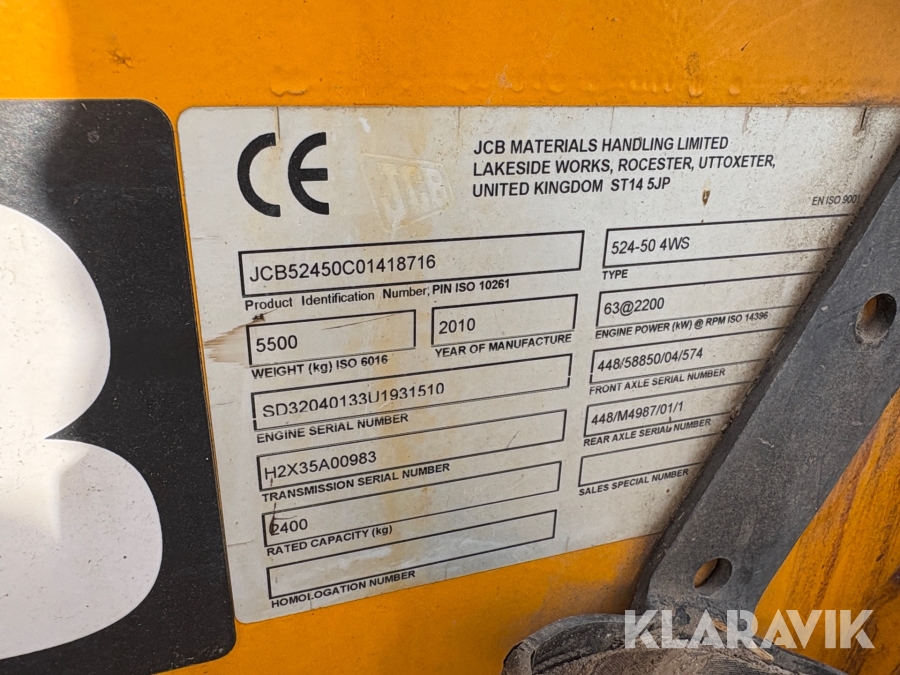 CE
JCB
JCB MATERIALS HANDLING LIMITED
LAKESIDE WORKS, ROCESTER, UTTOXETER,
UNITED KINGDOM ST14 5JP
EN ISO 9001
JCB52450C01418716
Product Identification Number, PIN ISO 10261
5500
WEIGHT (kg) ISO 6016
2010
YEAR OF MANUFACTURE
SD32040133U1931510
ENGINE SERIAL NUMBER
H2X35A00983
TRANSMISSION SERIAL NUMBER
2400
RATED CAPACITY (kg)
HOMOLOGATION NUMBER
524-50 4WS
TYPE
63@2200
ENGINE POWER (kW) @ RPM ISO 14396
448/58850/04/574
FRONT AXLE SERIAL NUMBER
448/M4987/01/1
REAR AXLE SERIAL NUMBER
SALES SPECIAL NUMBER
KLARAVIK